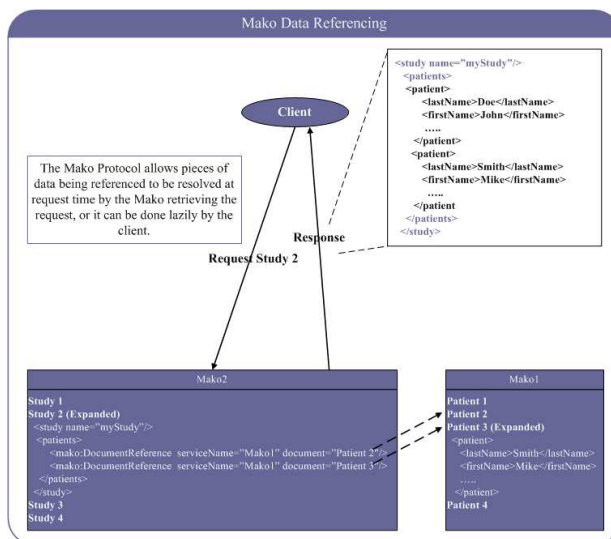 Mako Data Referencing
<study name="myStudy"/>
<patients>
<patient>
<lastName>Doe</lastName>
<firstName>John</firstName>
.....
</patient>
<patient>
<lastName>Smith</lastName>
<firstName>Mike</firstName>
.....
</patient
</patients>
</study>
Client
The Mako Protocol allows pieces of
data being referenced to be resolved at
request time by the Mako retrieving the
request, or it can be done lazily by the
client.
Response
Request Study 2
Mako2
Study 1
Study 2 (Expanded)
<study name="myStudy"/>
<patients>
<mako:DocumentReference serviceName="Mako1" document="Patient 2"/>
<mako:DocumentReference serviceName="Mako1" document="Patient 3"/>
</patients>
</study>
Study 3
Study 4
Mako1
Patient 1
Patient 2
Patient 3 (Expanded)
<patient>
<lastName>Smith</lastName>
<firstName>Mike</firstName>
.....
</patient>
Patient 4